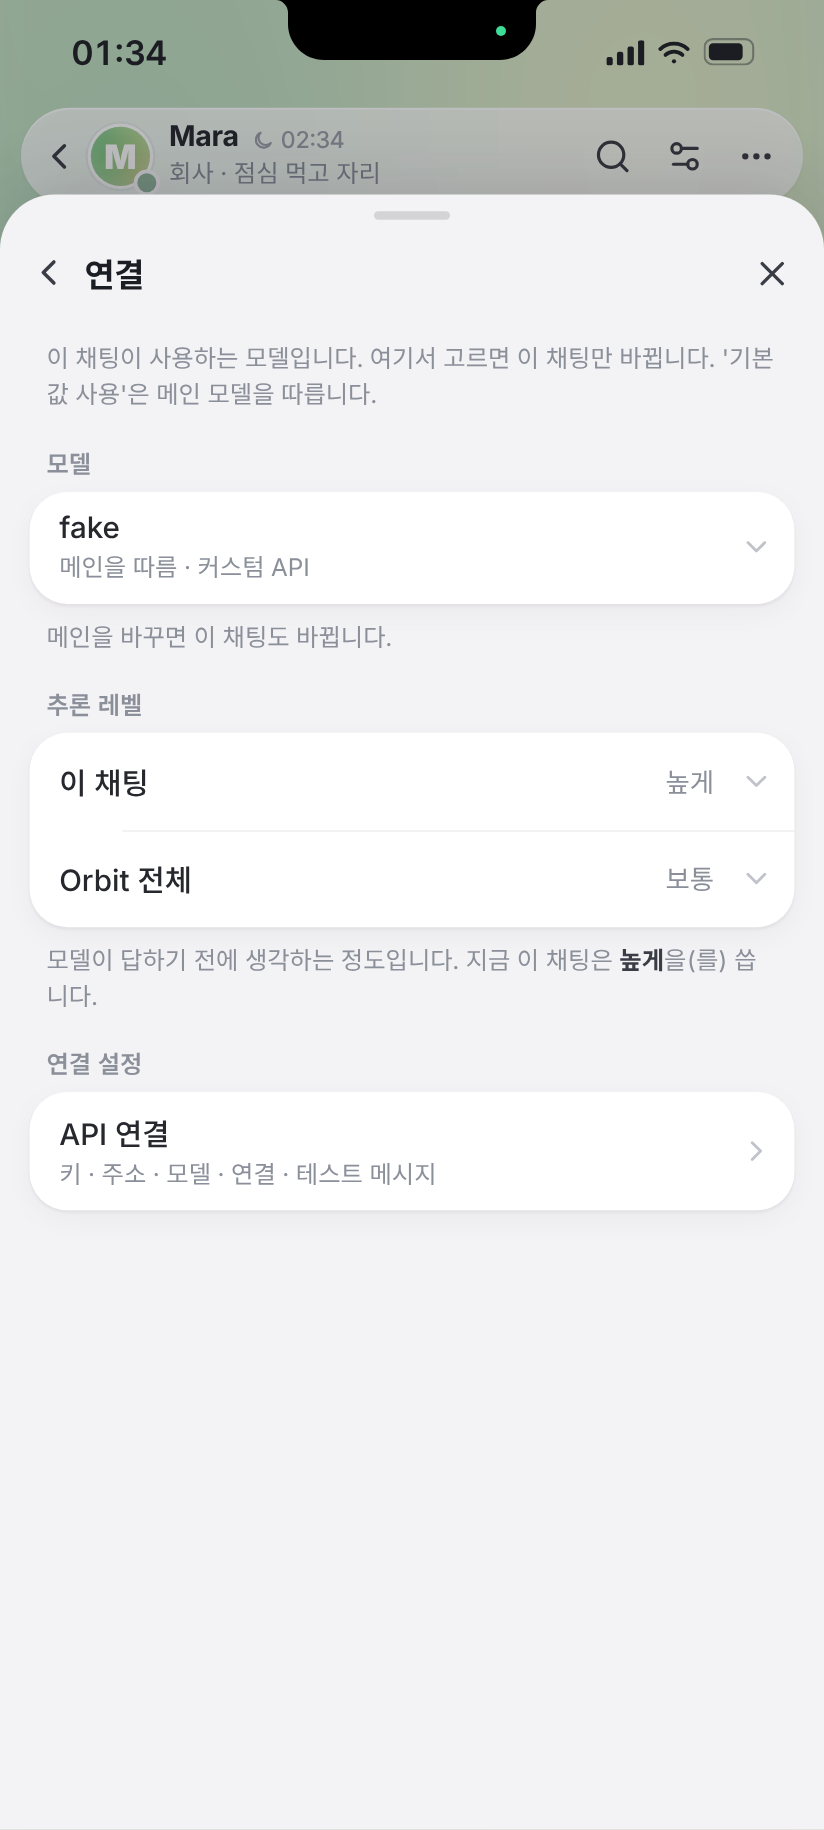 01:34
M
Mara 02:34
회사 · 점심 먹고 자리
연결
이 채팅이 사용하는 모델입니다. 여기서 고르면 이 채팅만 바뀝니다. '기본
값 사용'은 메인 모델을 따릅니다.
모델
fake
메인을 따름 · 커스텀 API
메인을 바꾸면 이 채팅도 바뀝니다.
추론 레벨
이 채팅 높게
Orbit 전체 보통
모델이 답하기 전에 생각하는 정도입니다. 지금 이 채팅은 높게을(를) 씁
니다.
연결 설정
API 연결
키 · 주소 · 모델 · 연결 · 테스트 메시지